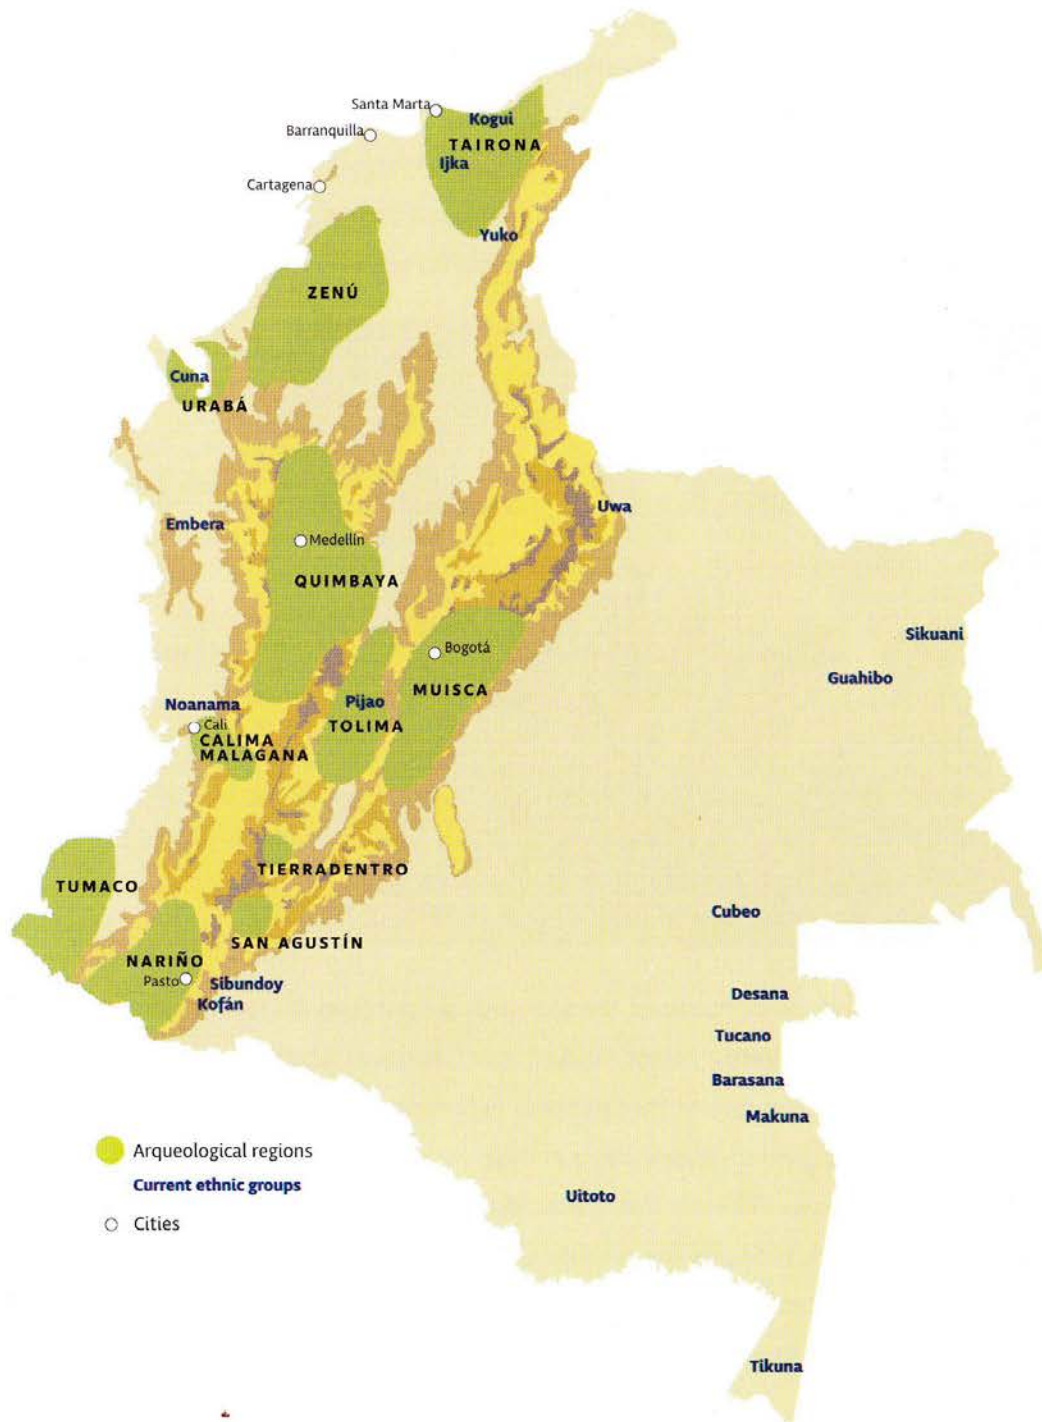 Santa Marta
Kogui
Barranquilla
TAIRONA
Ijka
Cartagena
Yuko
ZENÚ
Cuna
URABÁ
Uwa
Embera
Medellín
QUIMBAYA
Sikuani
Bogotá
Guahibo
MUISCA
Pijao
Noanama
Cali
TOLIMA
CALIMA
MALAGANA
TIERRADENTRO
TUMACO
Cubeo
SAN AGUSTÍN
NARIÑO
Pasto
Sibundoy
Desana
Kofán
Tucano
Barasana
Makuna
Arqueological regions
Current ethnic groups
Uitoto
Cities
Tikuna